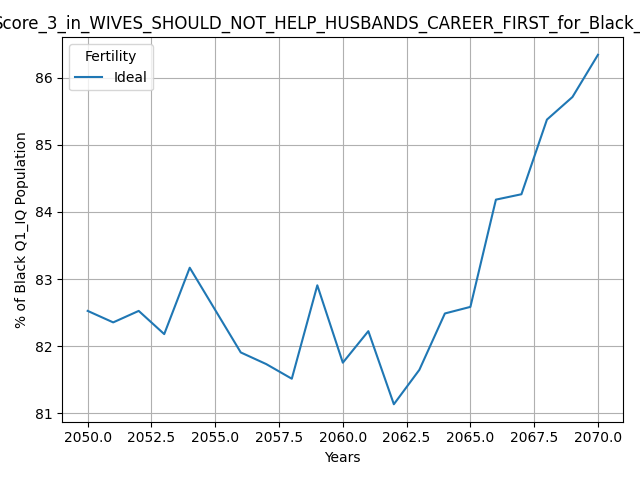 Score_3_in_WIVES_SHOULD_NOT_HELP_HUSBANDS_CAREER_FIRST_for_Black_
Fertility
Ideal
86
85
84
83
82
81
% of Black Q1_IQ Population
2050.0 2052.5 2055.0 2057.5 2060.0 2062.5 2065.0 2067.5 2070.0
Years